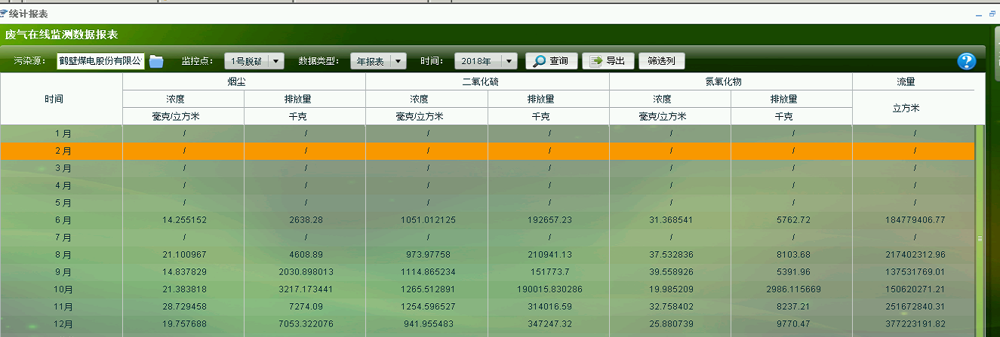 统计报表
废气在线监测数据报表
污染源： 鹤壁煤电股份有限公 监控点： 1号脱硫 数据类型： 年报表 时间： 2018年 查询 导出 筛选列
时间 烟尘 二氧化硫 氮氧化物 流量
浓度 排放量 浓度 排放量 浓度 排放量 立方米
毫克/立方米 千克 毫克/立方米 千克 毫克/立方米 千克
1 月 / / / / / / /
2 月 / / / / / / /
3 月 / / / / / / /
4 月 / / / / / / /
5 月 / / / / / / /
6 月 14.255152 2638.28 1051.012125 192657.23 31.368541 5762.72 184779406.77
7 月 / / / / / / /
8 月 21.100967 4608.89 973.97758 210941.13 37.532836 8103.68 217402312.96
9 月 14.837829 2030.898013 1114.865234 151773.7 39.558926 5391.96 137531769.01
10月 21.383818 3217.173441 1265.512891 190015.830286 19.985209 2986.115669 150620271.21
11月 28.729458 7274.09 1254.596527 314016.59 32.758402 8237.21 251672840.31
12月 19.757688 7053.322076 941.955483 347247.32 25.880739 9770.47 377223191.82